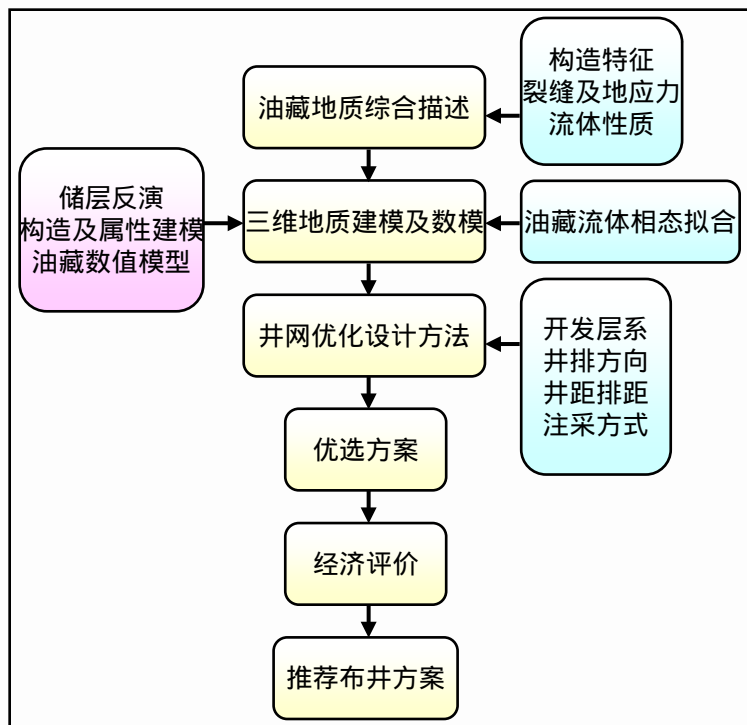 构造特征
裂缝及地应力
流体性质
油藏地质综合描述
储层反演
构造及属性建模
油藏数值模型
三维地质建模及数模
油藏流体相态拟合
井网优化设计方法
开发层系
井排方向
井距排距
注采方式
优选方案
经济评价
推荐布井方案